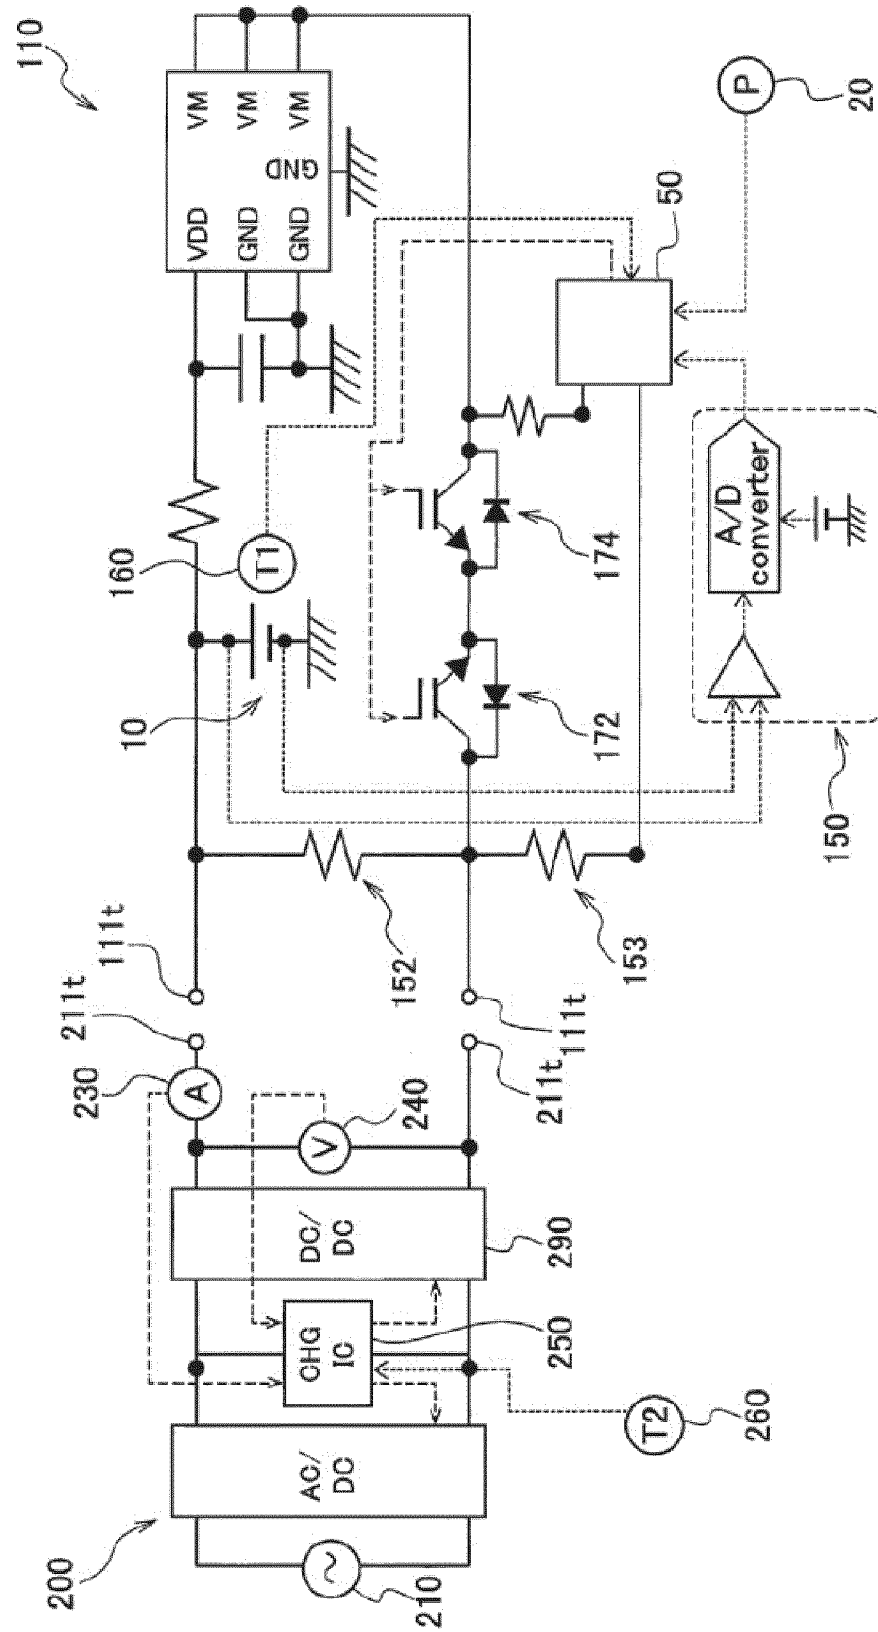 110
VDD
VM
GND
VM
GND
VM
GND
160
T1
10
111t
211t
230
A
V
240
DC/
DC
290
CHG
IC
250
AC/
DC
200
210
T2
260
211t
111t
152
153
172
174
50
P
20
A/D
converter
150